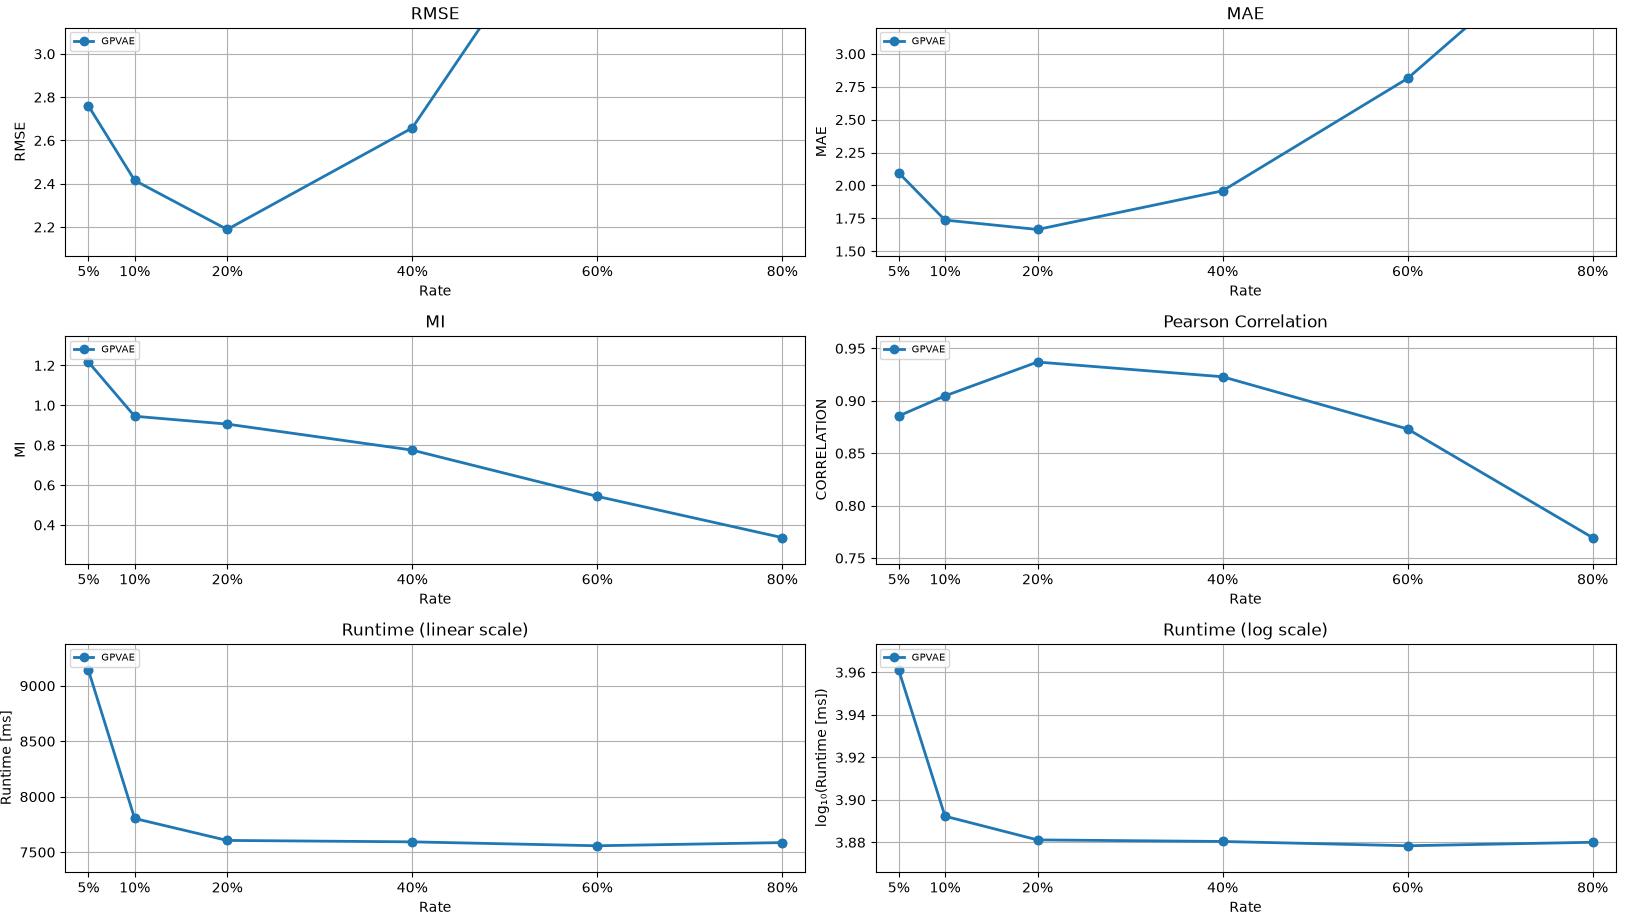 RMSE
GPVAE
3.0
2.8
2.6
2.4
2.2
RMSE
5% 10% 20% 40% 60% 80%
Rate
MAE
GPVAE
3.00
2.75
2.50
2.25
2.00
1.75
1.50
MAE
5% 10% 20% 40% 60% 80%
Rate
MI
GPVAE
1.2
1.0
0.8
0.6
0.4
MI
5% 10% 20% 40% 60% 80%
Rate
Pearson Correlation
GPVAE
0.95
0.90
0.85
0.80
0.75
CORRELATION
5% 10% 20% 40% 60% 80%
Rate
Runtime (linear scale)
GPVAE
9000
8500
8000
7500
Runtime [ms]
5% 10% 20% 40% 60% 80%
Rate
Runtime (log scale)
GPVAE
3.96
3.94
3.92
3.90
3.88
log₁₀(Runtime [ms])
5% 10% 20% 40% 60% 80%
Rate